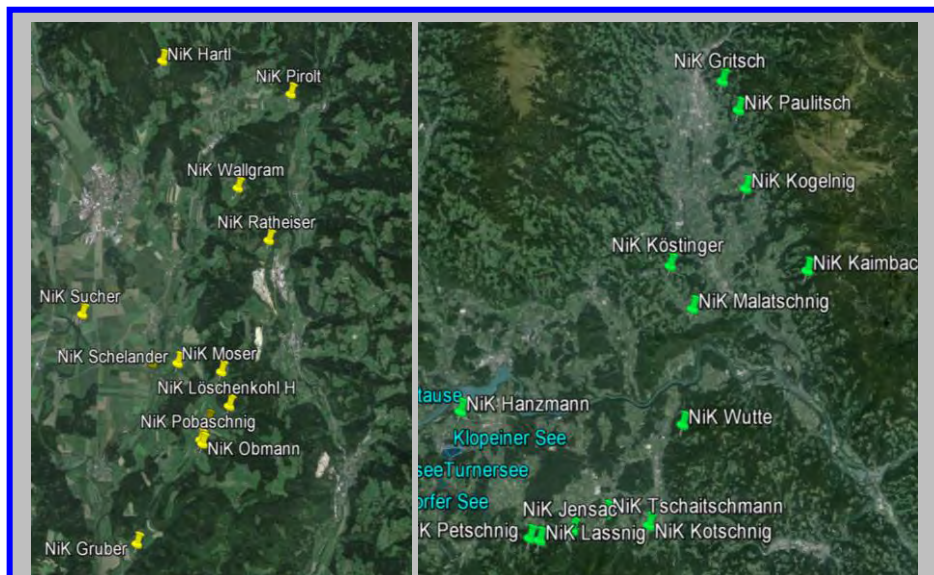 NiK Hartl
NiK Pirolt
NiK Wallgram
NiK Ratheiser
NiK Sucher
NiK Schelander
NiK Moser
NiK Löschenkohl H
NiK Pobaschnig
NiK Obmann
NiK Gruber
NiK Gritsch
NiK Paulitsch
NiK Kogelnig
NiK Köstinger
NiK Kaimbac
NiK Malatschnig
tause
NiK Hanzmann
NiK Wutte
Klopeiner See
seeTurnersee
orfer See
NiK Jensac
NiK Tschaitschmann
K Petschnig
NiK Lassnig
NiK Kotschnig